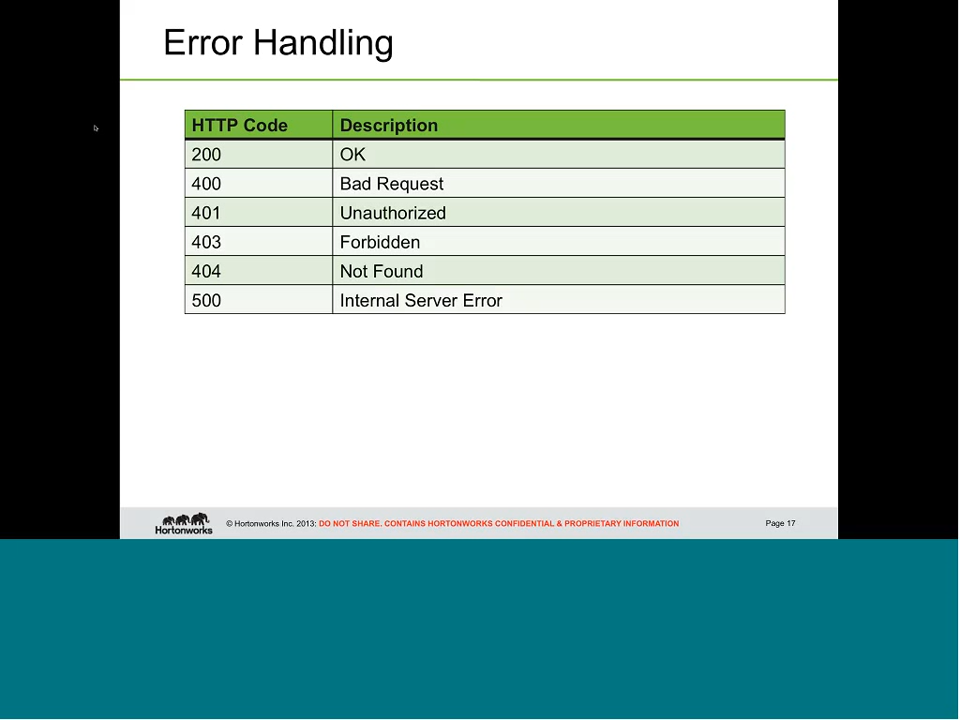 Error Handling
HTTP Code Description
200 OK
400 Bad Request
401 Unauthorized
403 Forbidden
404 Not Found
500 Internal Server Error
Hortonworks
© Hortonworks Inc. 2013: DO NOT SHARE. CONTAINS HORTONWORKS CONFIDENTIAL & PROPRIETARY INFORMATION Page 17